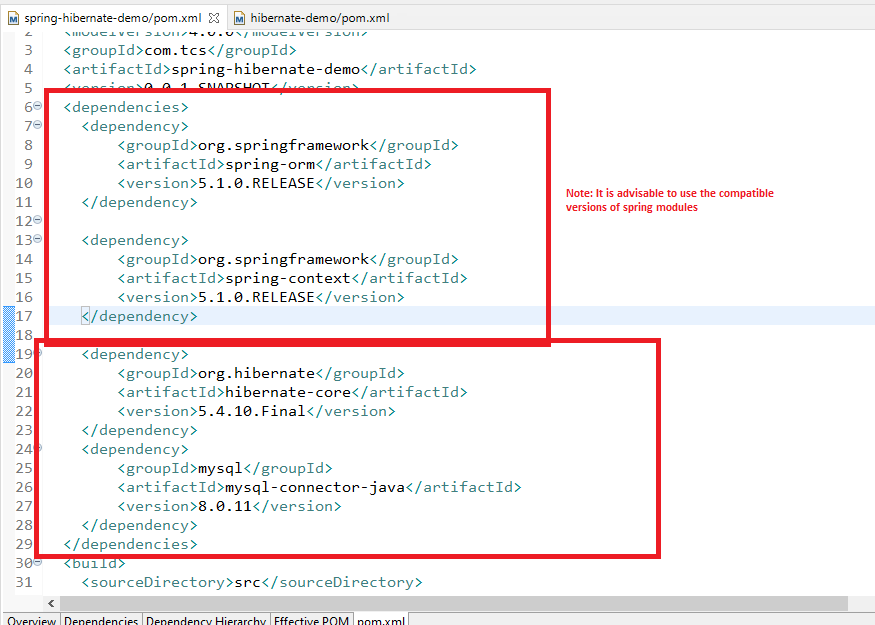 spring-hibernate-demo/pom.xml hibernate-demo/pom.xml
2 <modelVersion>4.0.0</modelVersion>
3 <groupId>com.tcs</groupId>
4 <artifactId>spring-hibernate-demo</artifactId>
5 <version>0.0.1-SNAPSHOT</version>
6 <dependencies>
7 <dependency>
8 <groupId>org.springframework</groupId>
9 <artifactId>spring-orm</artifactId>
10 <version>5.1.0.RELEASE</version>
11 </dependency>
Note: It is advisable to use the compatible
versions of spring modules
12
13 <dependency>
14 <groupId>org.springframework</groupId>
15 <artifactId>spring-context</artifactId>
16 <version>5.1.0.RELEASE</version>
17 </dependency>
18
19 <dependency>
20 <groupId>org.hibernate</groupId>
21 <artifactId>hibernate-core</artifactId>
22 <version>5.4.10.Final</version>
23 </dependency>
24 <dependency>
25 <groupId>mysql</groupId>
26 <artifactId>mysql-connector-java</artifactId>
27 <version>8.0.11</version>
28 </dependency>
29 </dependencies>
30 <build>
31 <sourceDirectory>src</sourceDirectory>
Overview Dependencies Dependency Hierarchy Effective POM pom.xml